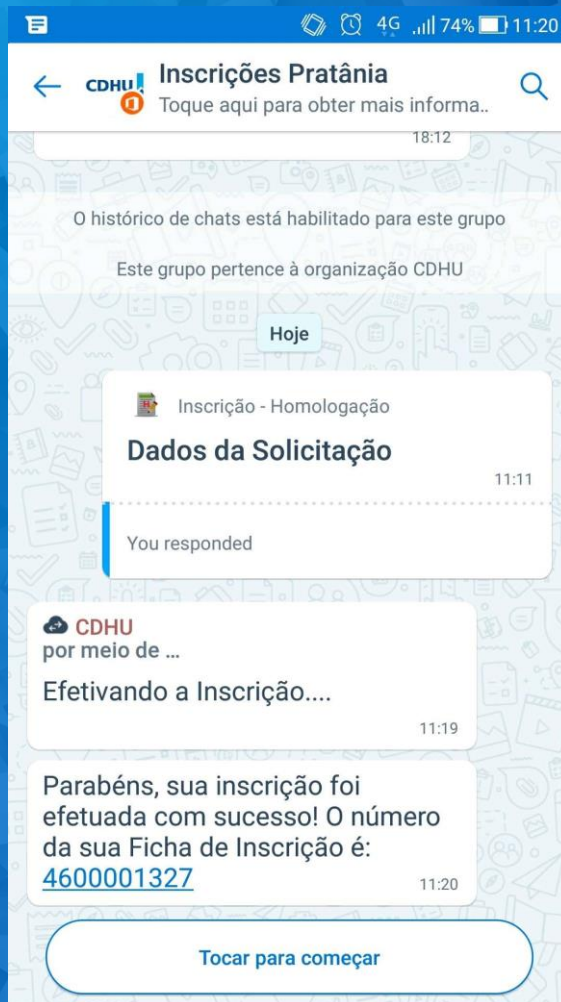 4G 74% 11:20
CDHU Inscrições Pratânia
Toque aqui para obter mais informa..
18:12
O histórico de chats está habilitado para este grupo
Este grupo pertence à organização CDHU
Hoje
Inscrição - Homologação
Dados da Solicitação
11:11
You responded
CDHU
por meio de ...
Efetivando a Inscrição....
11:19
Parabéns, sua inscrição foi
efetuada com sucesso! O número
da sua Ficha de Inscrição é:
4600001327
11:20
Tocar para começar